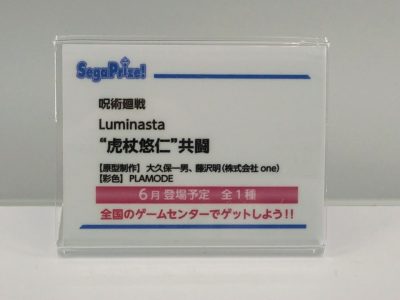 SegaPrize!
呪術廻戦
Luminasta
“虎杖悠仁”共闘
【原型制作】 大久保一男、藤沢明(株式会社 one)
【彩色】 PLAMODE
6月登場予定 全1種
全国のゲームセンターでゲットしよう!!